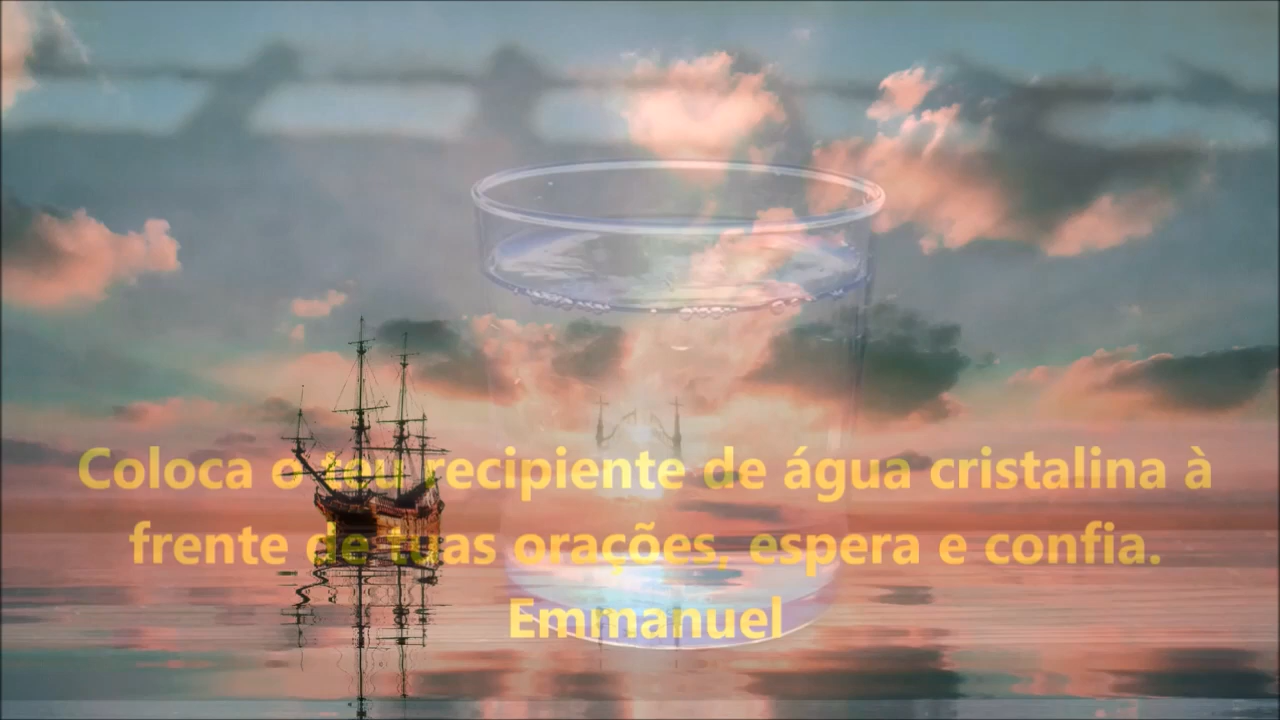 Coloca o teu recipiente de água cristalina à
frente de tuas orações, espera e confia.
Emmanuel